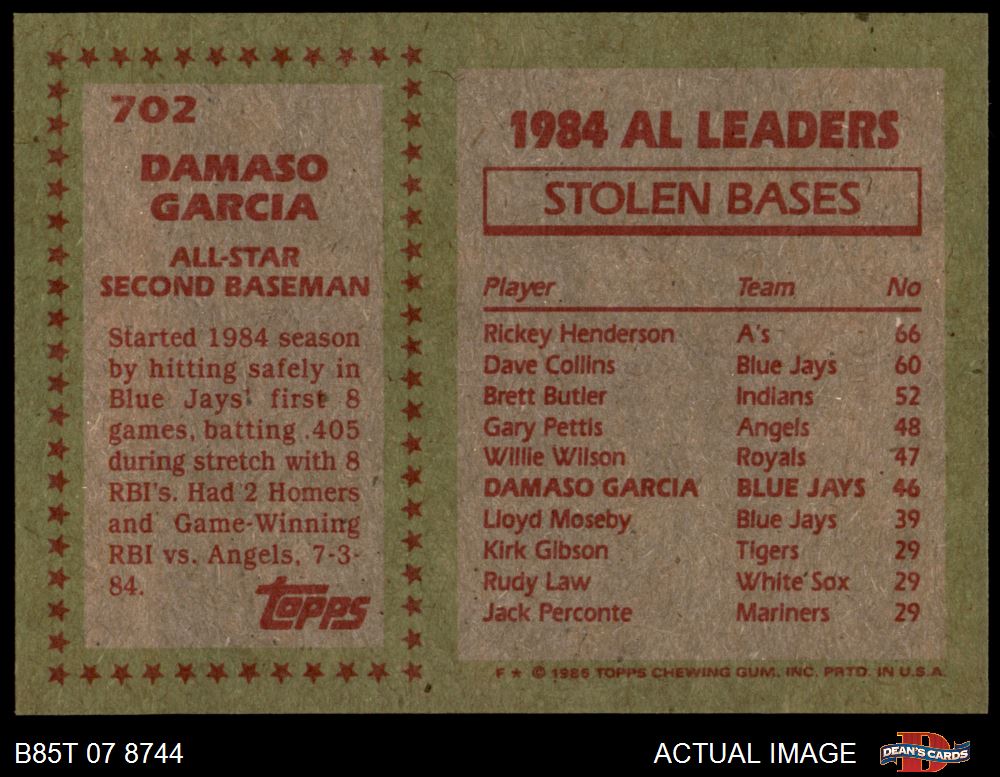 702
DAMASO
GARCIA
ALL-STAR
SECOND BASEMAN
Started 1984 season
by hitting safely in
Blue Jays' first 8
games, batting .405
during stretch with 8
RBI's. Had 2 Homers
and Game-Winning
RBI vs. Angels, 7-3-
84.
topps
1984 AL LEADERS
STOLEN BASES
Player Team No
Rickey Henderson A's 66
Dave Collins Blue Jays 60
Brett Butler Indians 52
Gary Pettis Angels 48
Willie Wilson Royals 47
DAMASO GARCIA BLUE JAYS 46
Lloyd Moseby Blue Jays 39
Kirk Gibson Tigers 29
Rudy Law White Sox 29
Jack Perconte Mariners 29
F ★ © 1985 TOPPS CHEWING GUM, INC. PRTD. IN U.S.A.
B85T 07 8744
ACTUAL IMAGE
D
DEAN'S CARDS